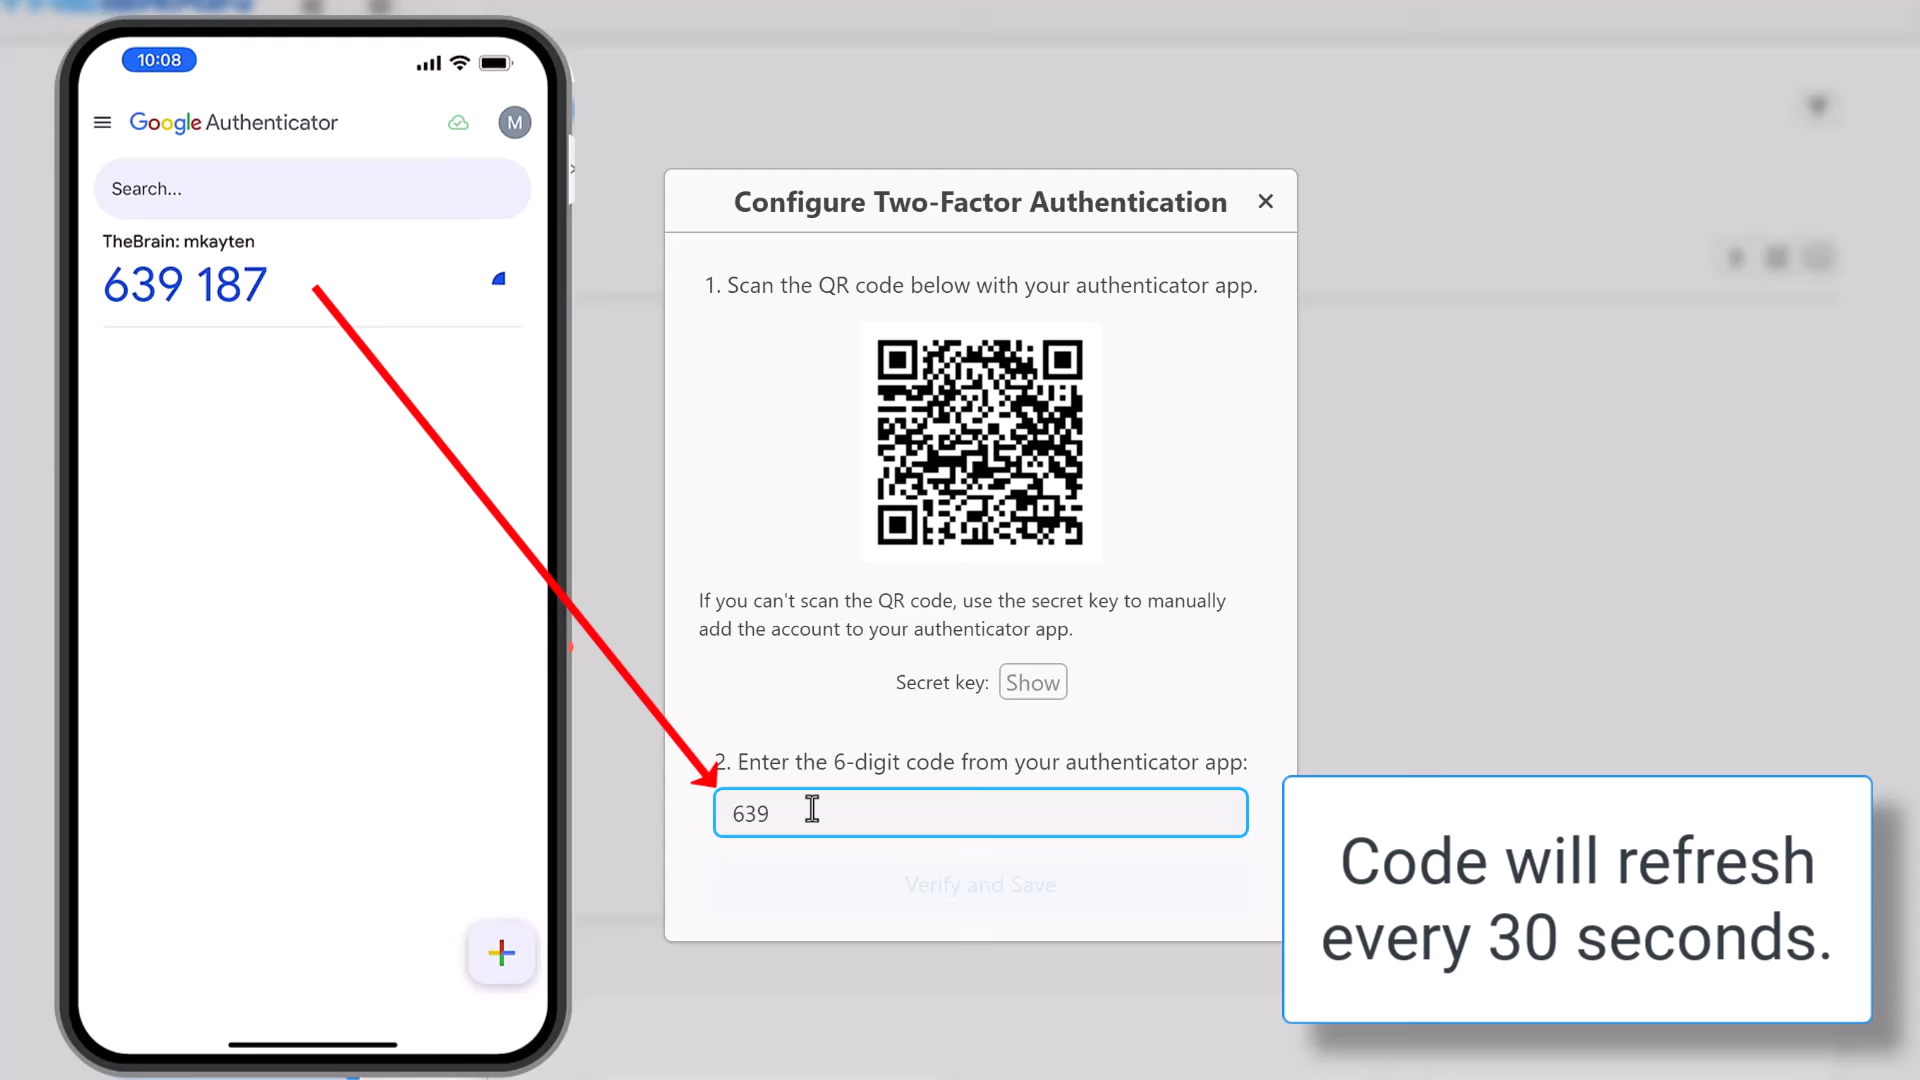 10:08
Google Authenticator
M
Search...
TheBrain: mkayten
639 187
Configure Two-Factor Authentication
1. Scan the QR code below with your authenticator app.
If you can't scan the QR code, use the secret key to manually
add the account to your authenticator app.
Secret key: Show
2. Enter the 6-digit code from your authenticator app:
639
Verify and Save
Code will refresh
every 30 seconds.